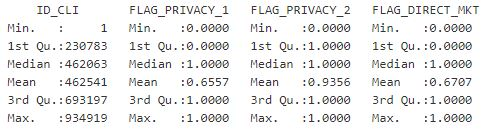 ID_CLI FLAG_PRIVACY_1 FLAG_PRIVACY_2 FLAG_DIRECT_MKT
Min. : 1 Min. :0.0000 Min. :0.0000 Min. :0.0000
1st Qu.:230783 1st Qu.:0.0000 1st Qu.:1.0000 1st Qu.:0.0000
Median :462063 Median :1.0000 Median :1.0000 Median :1.0000
Mean :462541 Mean :0.6557 Mean :0.9356 Mean :0.6707
3rd Qu.:693197 3rd Qu.:1.0000 3rd Qu.:1.0000 3rd Qu.:1.0000
Max. :934919 Max. :1.0000 Max. :1.0000 Max. :1.0000